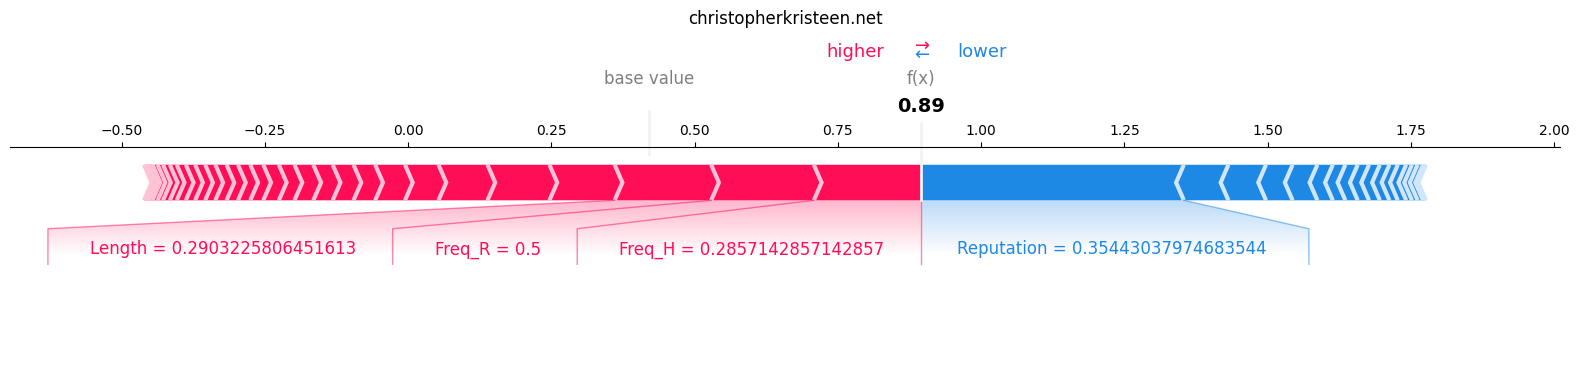 christopherkristeen.net
higher ⇄ lower
base value f(x)
0.89
−0.50 −0.25 0.00 0.25 0.50 0.75 1.00 1.25 1.50 1.75 2.00
Length = 0.2903225806451613 Freq_R = 0.5 Freq_H = 0.2857142857142857 Reputation = 0.35443037974683544